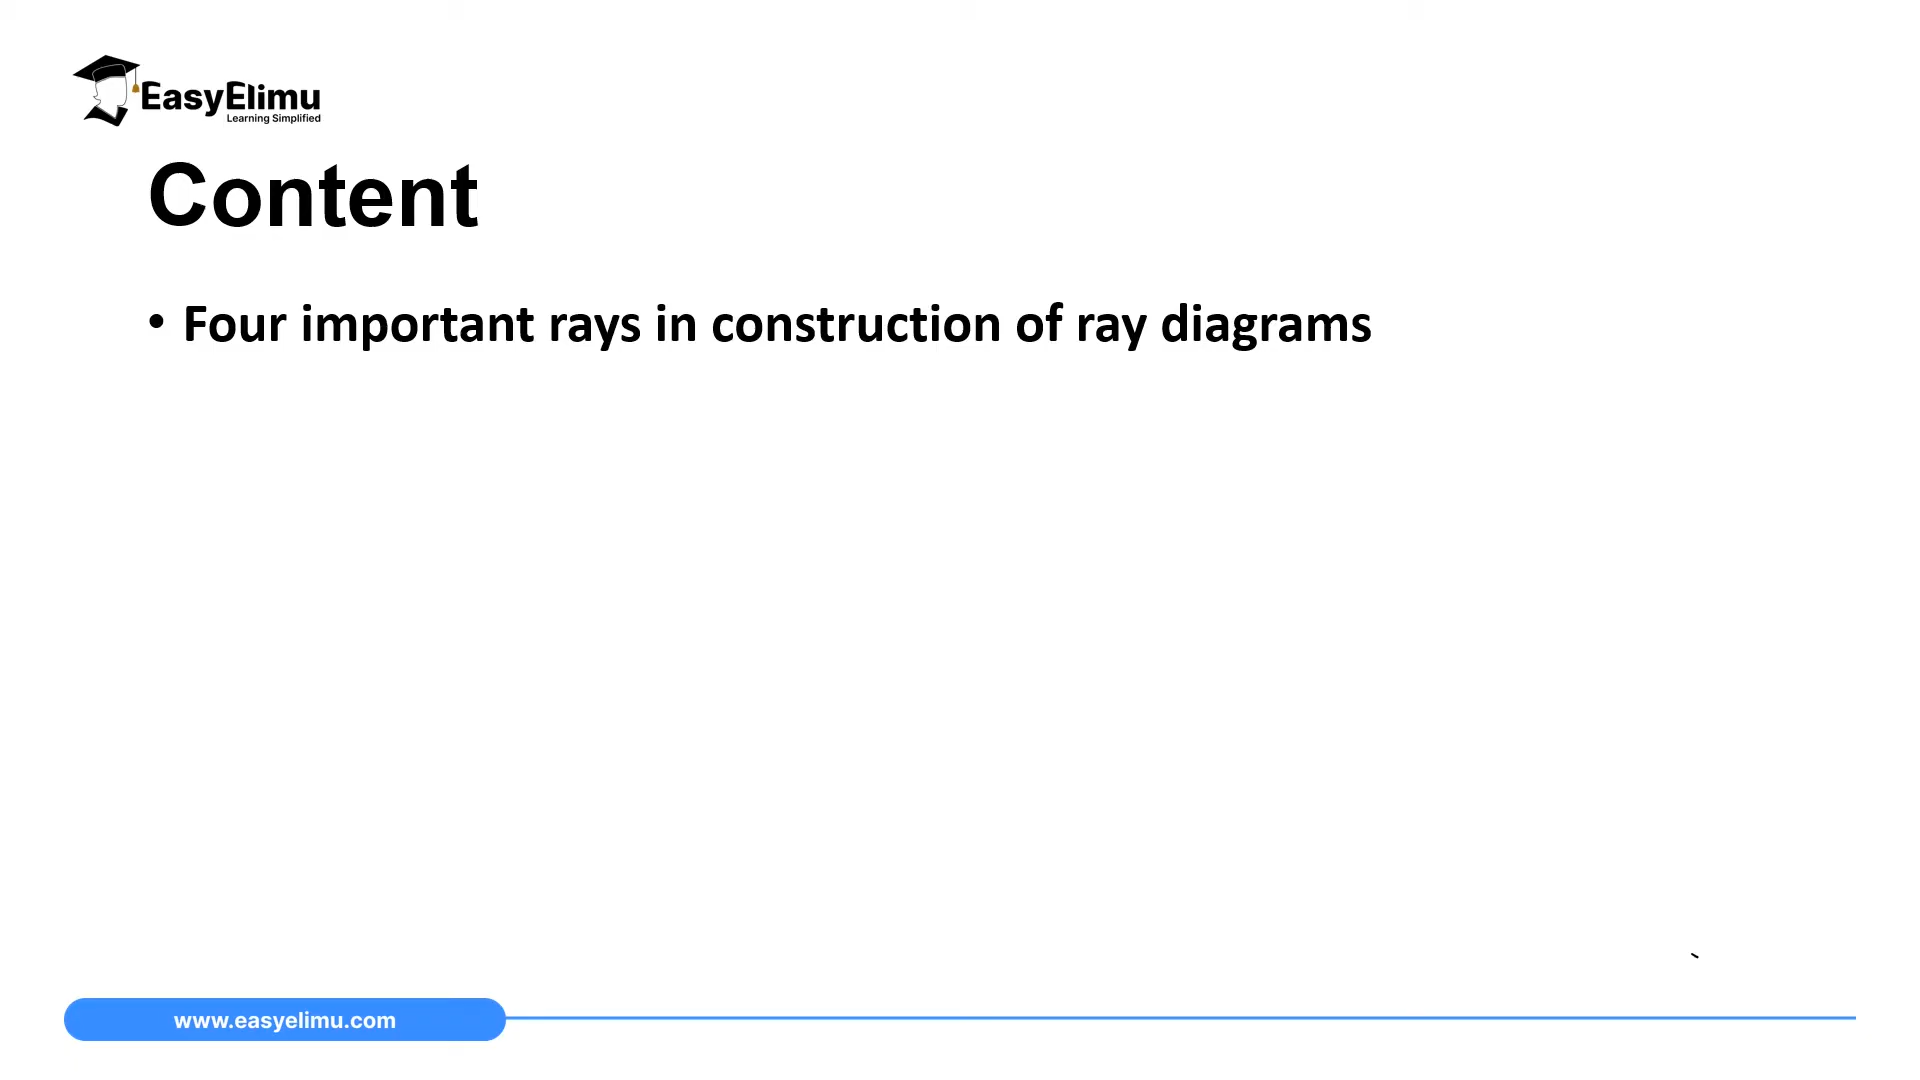 EasyElimu
Learning Simplified
Content
• Four important rays in construction of ray diagrams
www.easyelimu.com